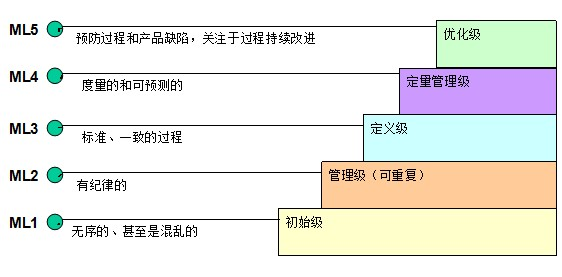 ML5
预防过程和产品缺陷，关注于过程持续改进
优化级
ML4
度量的和可预测的
定量管理级
ML3
标准、一致的过程
定义级
ML2
有纪律的
管理级（可重复）
ML1
无序的、甚至是混乱的
初始级